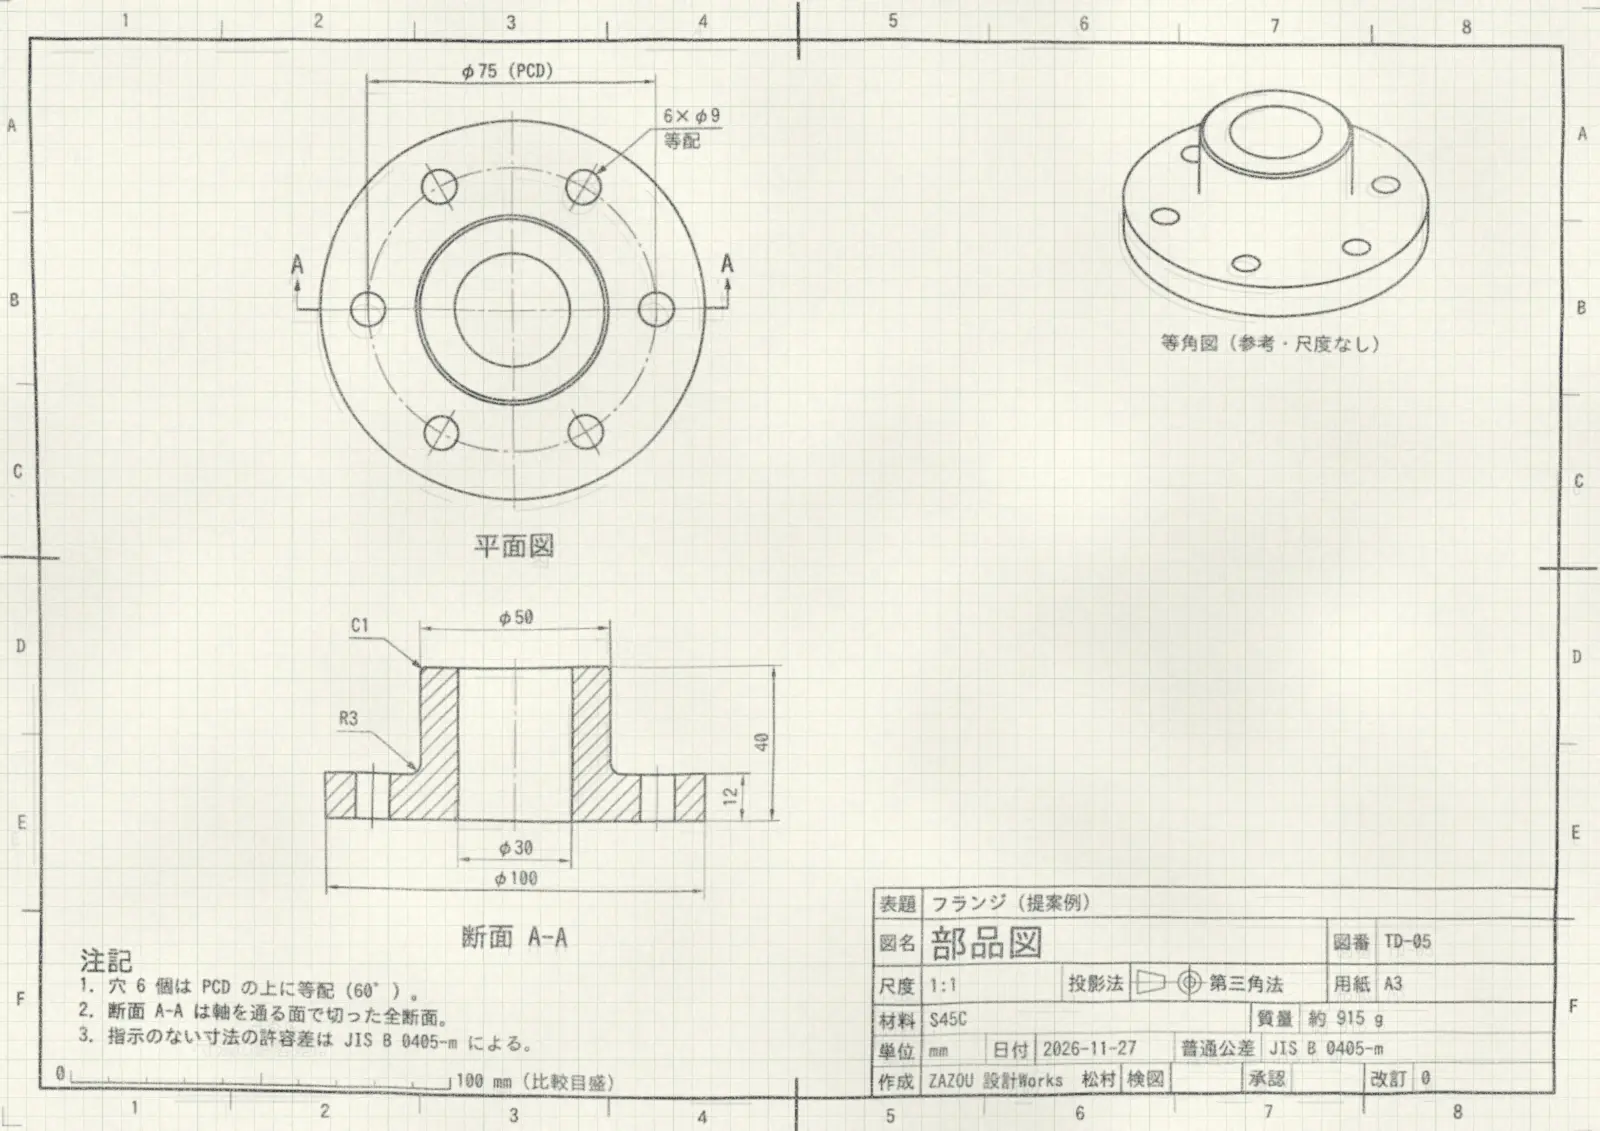 1 2 3 4 5 6 7 8
A A
B B
C C
D D
E E
F F
φ75 (PCD)
6×φ9
等配
A A
平面図
等角図 (参考・尺度なし)
C1
φ50
R3
40
12
φ30
φ100
断面 A-A
注記
1. 穴 6 個は PCD の上に等配 (60°)。
2. 断面 A-A は軸を通る面で切った全断面。
3. 指示のない寸法の許容差は JIS B 0405-m による。
0 100 mm (比較目盛)
表題 フランジ (提案例)
図名 部品図 図番 TD-05
尺度 1:1 投影法 第三角法 用紙 A3
材料 S45C 質量 約 915 g
単位 mm 日付 2026-11-27 普通公差 JIS B 0405-m
作成 ZAZOU 設計Works 松村 検図 承認 改訂 0
1 2 3 4 5 6 7 8